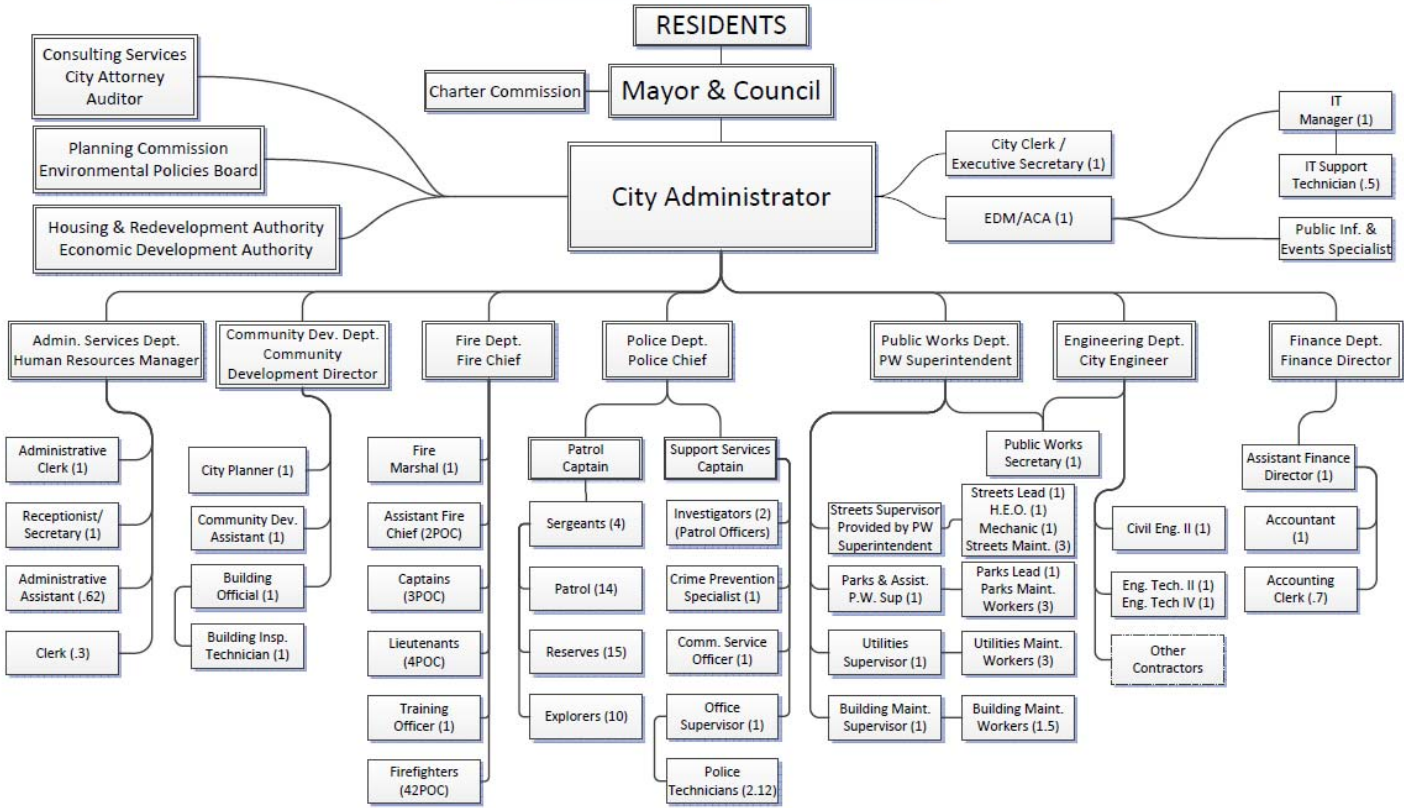 RESIDENTS
Consulting Services
City Attorney
Auditor
Charter Commission
Mayor & Council
IT
Manager (1)
Planning Commission
Environmental Policies Board
City Administrator
City Clerk /
Executive Secretary (1)
IT Support
Technician (.5)
Housing & Redevelopment Authority
Economic Development Authority
EDM/ACA (1)
Public Inf. &
Events Specialist
Admin. Services Dept.
Human Resources Manager
Community Dev. Dept.
Community
Development Director
Fire Dept.
Fire Chief
Police Dept.
Police Chief
Public Works Dept.
PW Superintendent
Engineering Dept.
City Engineer
Finance Dept.
Finance Director
Administrative
Clerk (1)
Receptionist/
Secretary (1)
Administrative
Assistant (.62)
Clerk (.3)
City Planner (1)
Community Dev.
Assistant (1)
Building
Official (1)
Building Insp.
Technician (1)
Fire
Marshal (1)
Assistant Fire
Chief (2POC)
Captains
(3POC)
Lieutenants
(4POC)
Training
Officer (1)
Firefighters
(42POC)
Patrol
Captain
Sergeants (4)
Patrol (14)
Reserves (15)
Explorers (10)
Support Services
Captain
Investigators (2)
(Patrol Officers)
Crime Prevention
Specialist (1)
Comm. Service
Officer (1)
Office
Supervisor (1)
Police
Technicians (2.12)
Public Works
Secretary (1)
Streets Supervisor
Provided by PW
Superintendent
Streets Lead (1)
H.E.O. (1)
Mechanic (1)
Streets Maint. (3)
Parks & Assist.
P.W. Sup (1)
Parks Lead (1)
Parks Maint.
Workers (3)
Utilities
Supervisor (1)
Utilities Maint.
Workers (3)
Building Maint.
Supervisor (1)
Building Maint.
Workers (1.5)
Civil Eng. II (1)
Eng. Tech. II (1)
Eng. Tech IV (1)
Other
Contractors
Assistant Finance
Director (1)
Accountant
(1)
Accounting
Clerk (.7)